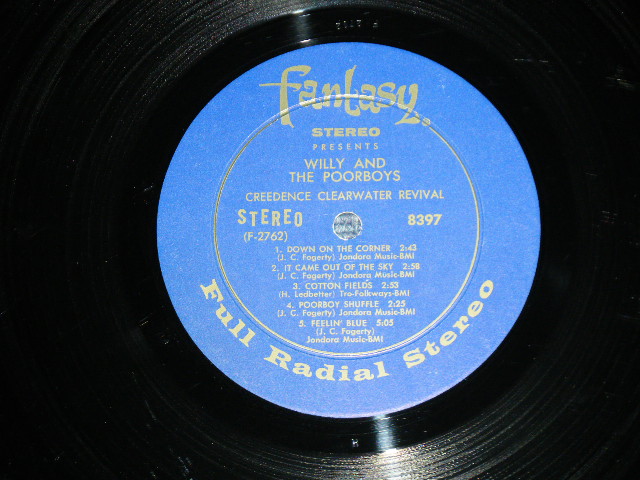 Fantasy
STEREO
PRESENTS
WILLY AND
THE POORBOYS
CREEDENCE CLEARWATER REVIVAL
STEREO 8397
(F-2762)
1. DOWN ON THE CORNER 2:43
(J. C. Fogerty) Jondora Music-BMI
2. IT CAME OUT OF THE SKY 2:58
(J. C. Fogerty) Jondora Music-BMI
3. COTTON FIELDS 2:53
(H. Ledbetter) Tro-Folkways-BMI
4. POORBOY SHUFFLE 2:25
(J. C. Fogerty) Jondora Music-BMI
5. FEELIN' BLUE 5:05
(J. C. Fogerty)
Jondora Music-BMI
Full Radial Stereo